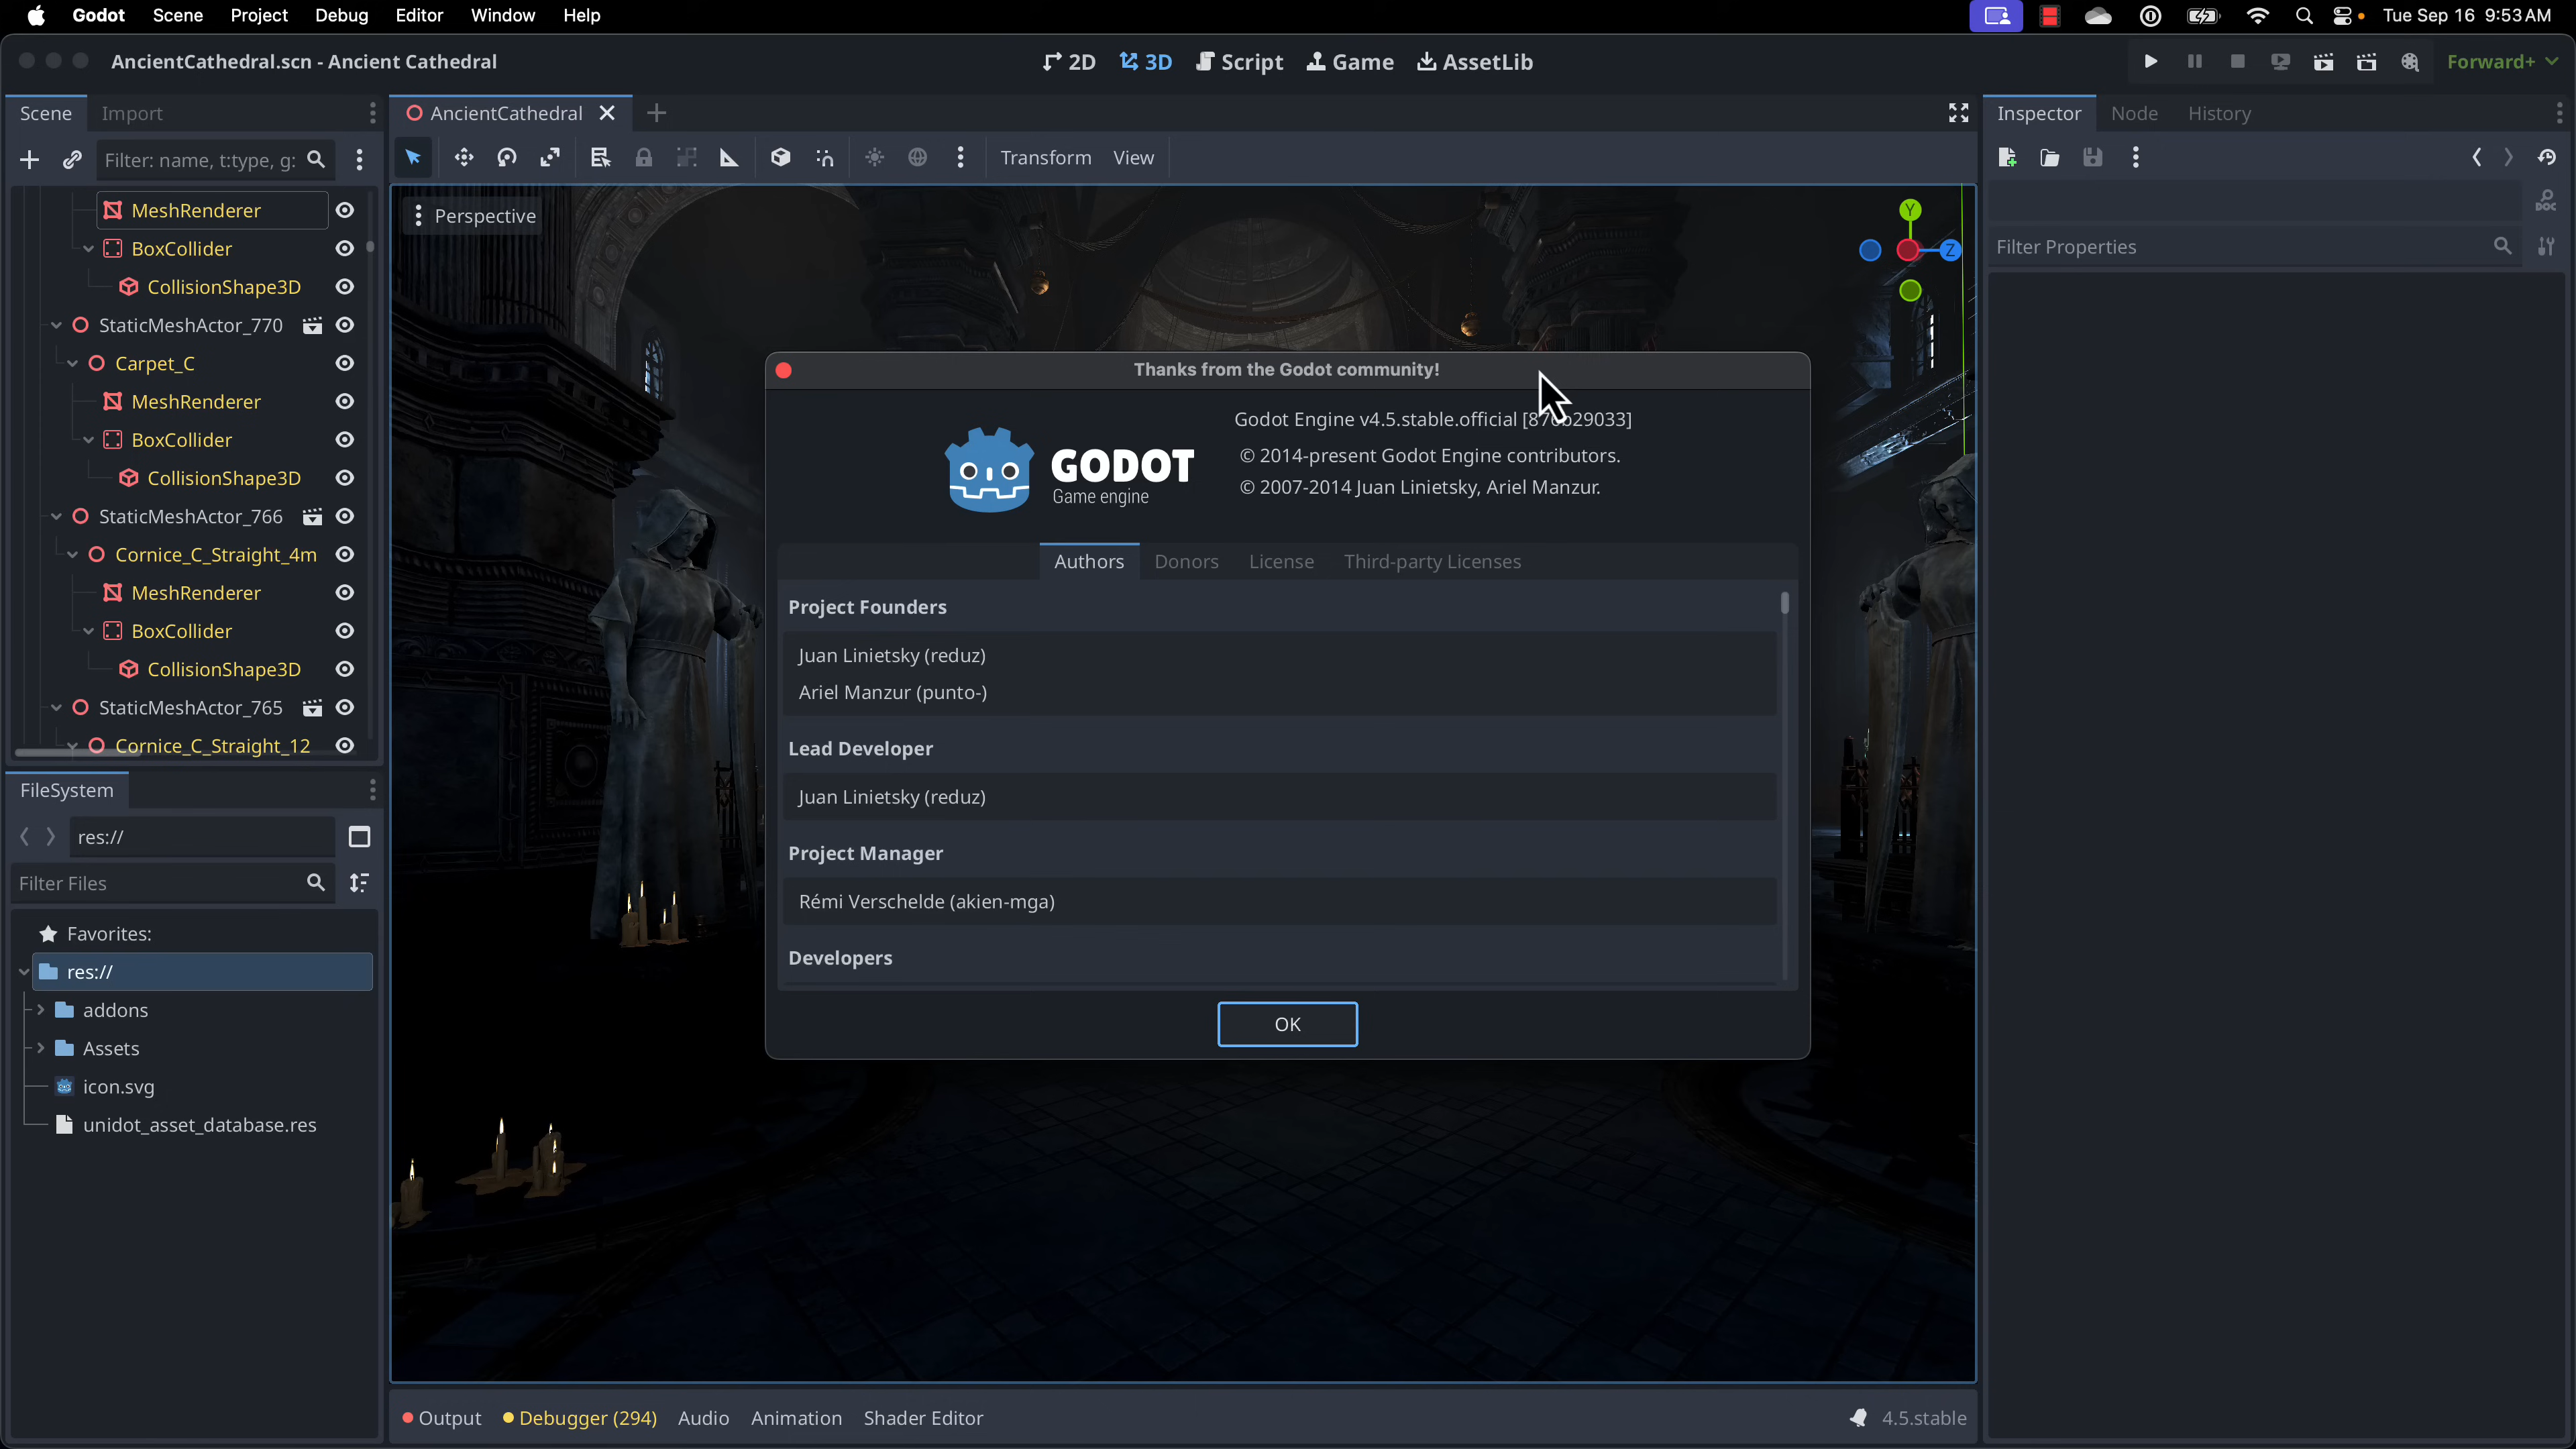 Godot Scene Project Debug Editor Window Help
Tue Sep 16 9:53 AM
AncientCathedral.scn - Ancient Cathedral
2D 3D Script Game AssetLib
Forward+
Scene Import
Filter: name, t:type, g:
MeshRenderer
BoxCollider
CollisionShape3D
StaticMeshActor_770
Carpet_C
MeshRenderer
BoxCollider
CollisionShape3D
StaticMeshActor_766
Cornice_C_Straight_4m
MeshRenderer
BoxCollider
CollisionShape3D
StaticMeshActor_765
Cornice_C_Straight_12
FileSystem
res://
Filter Files
Favorites:
res://
addons
Assets
icon.svg
unidot_asset_database.res
AncientCathedral
Transform View
Perspective
Y
Z
Thanks from the Godot community!
GODOT
Game engine
Godot Engine v4.5.stable.official
© 2014-present Godot Engine contributors.
© 2007-2014 Juan Linietsky, Ariel Manzur.
Authors Donors License Third-party Licenses
Project Founders
Juan Linietsky (reduz)
Ariel Manzur (punto-)
Lead Developer
Juan Linietsky (reduz)
Project Manager
Rémi Verschelde (akien-mga)
Developers
OK
Output Debugger (294) Audio Animation Shader Editor
4.5.stable
Inspector Node History
DOC
Filter Properties